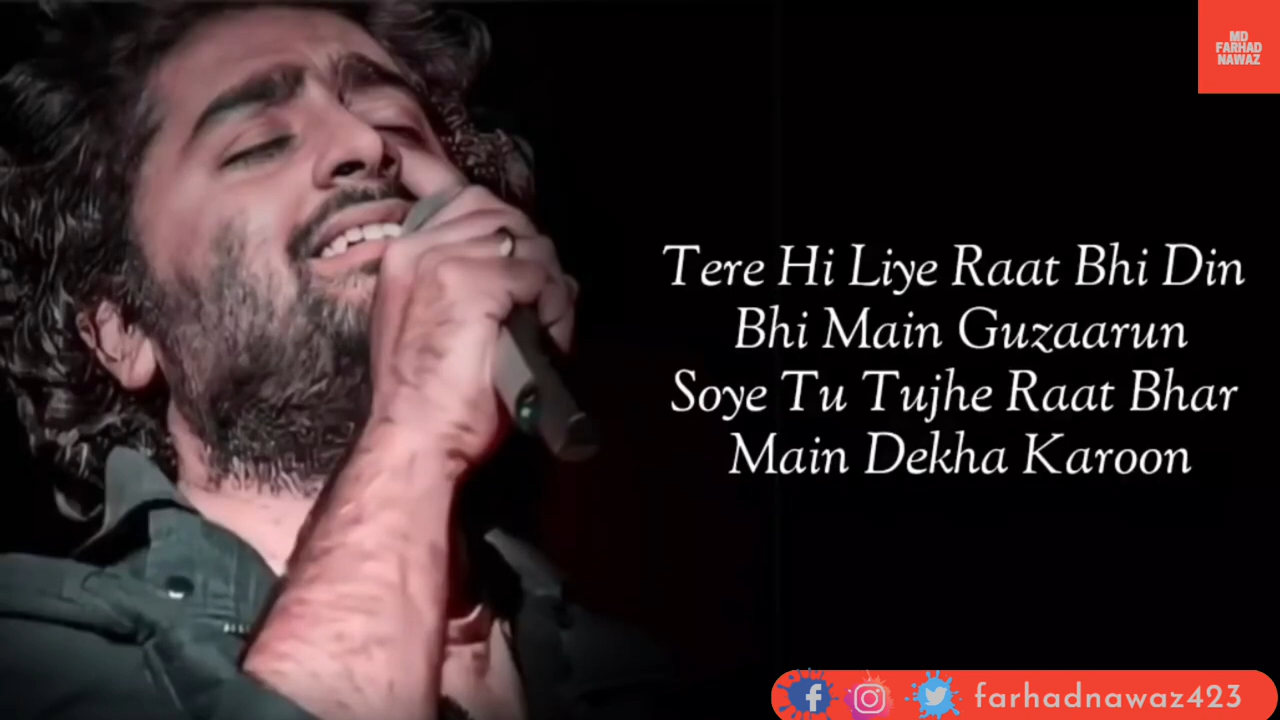 MD
FARHAD
NAWAZ
Tere Hi Liye Raat Bhi Din
Bhi Main Guzaarun
Soye Tu Tujhe Raat Bhar
Main Dekha Karoon
farhadnawaz423